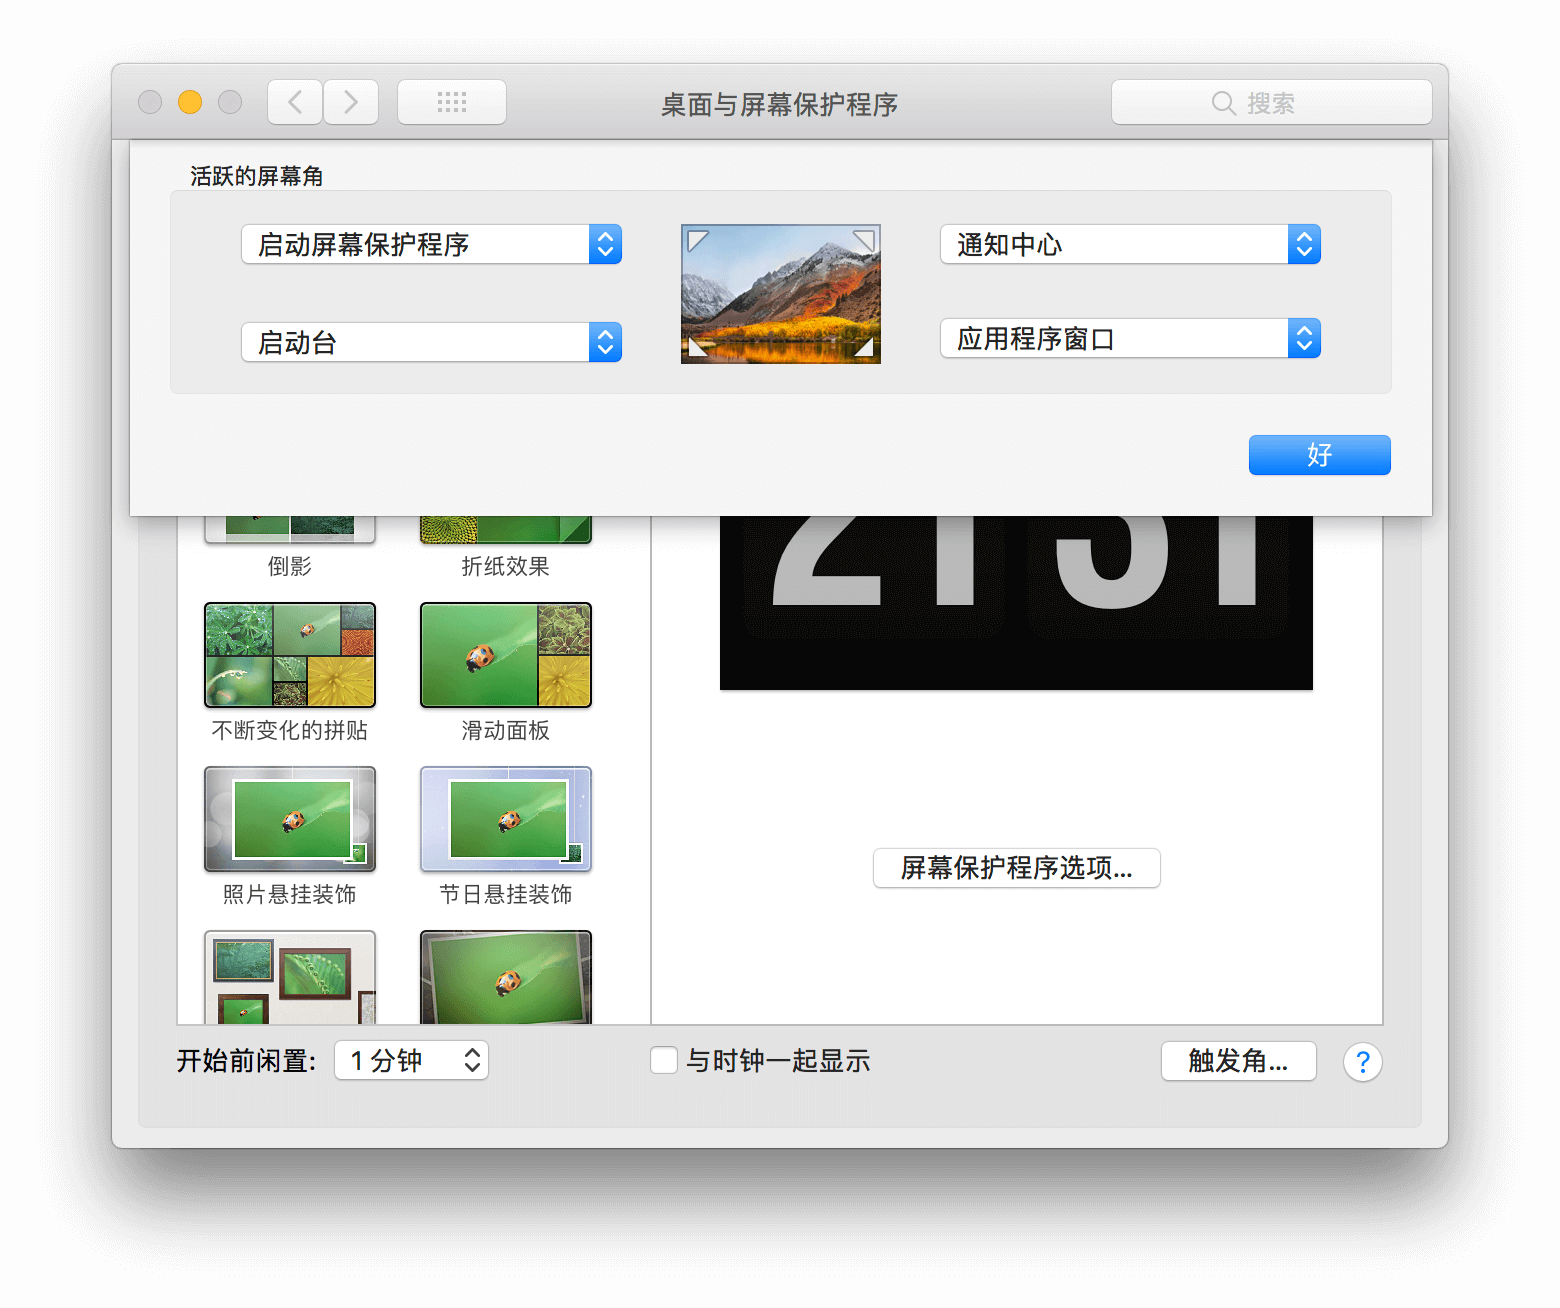 桌面与屏幕保护程序
搜索
活跃的屏幕角
启动屏幕保护程序
通知中心
启动台
应用程序窗口
好
倒影
折纸效果
不断变化的拼贴
滑动面板
照片悬挂装饰
节日悬挂装饰
屏幕保护程序选项...
开始前闲置:
1 分钟
与时钟一起显示
触发角...
?